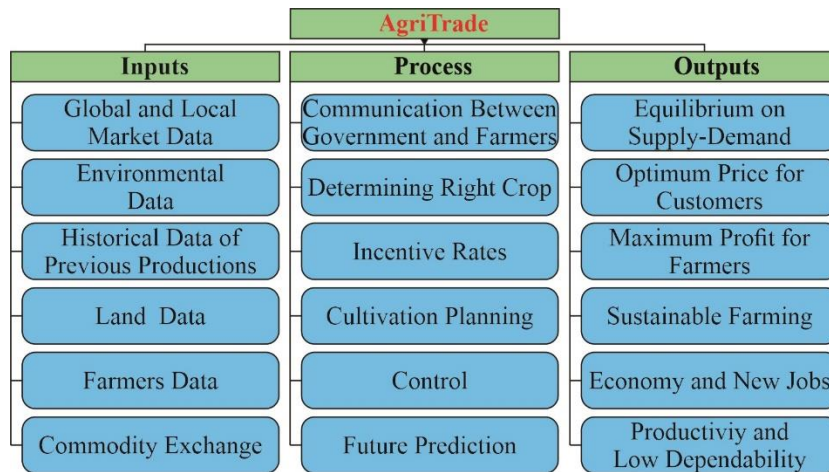 AgriTrade
Inputs
Global and Local
Market Data
Environmental
Data
Historical Data of
Previous Productions
Land Data
Farmers Data
Commodity Exchange
Process
Communication Between
Government and Farmers
Determining Right Crop
Incentive Rates
Cultivation Planning
Control
Future Prediction
Outputs
Equilibrium on
Supply-Demand
Optimum Price for
Customers
Maximum Profit for
Farmers
Sustainable Farming
Economy and New Jobs
Productiviy and
Low Dependability